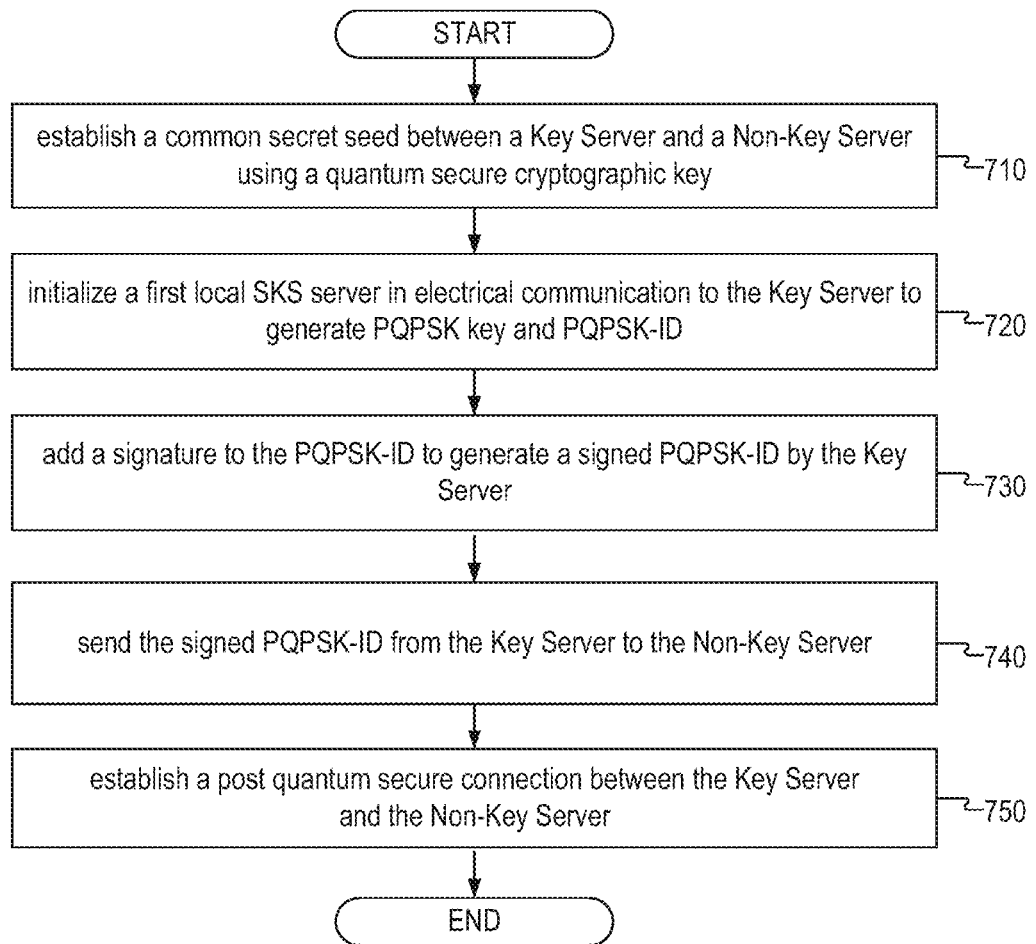 START
establish a common secret seed between a Key Server and a Non-Key Server
using a quantum secure cryptographic key
710
initialize a first local SKS server in electrical communication to the Key Server to
generate PQPSK key and PQPSK-ID
720
add a signature to the PQPSK-ID to generate a signed PQPSK-ID by the Key
Server
730
send the signed PQPSK-ID from the Key Server to the Non-Key Server
740
establish a post quantum secure connection between the Key Server
and the Non-Key Server
750
END